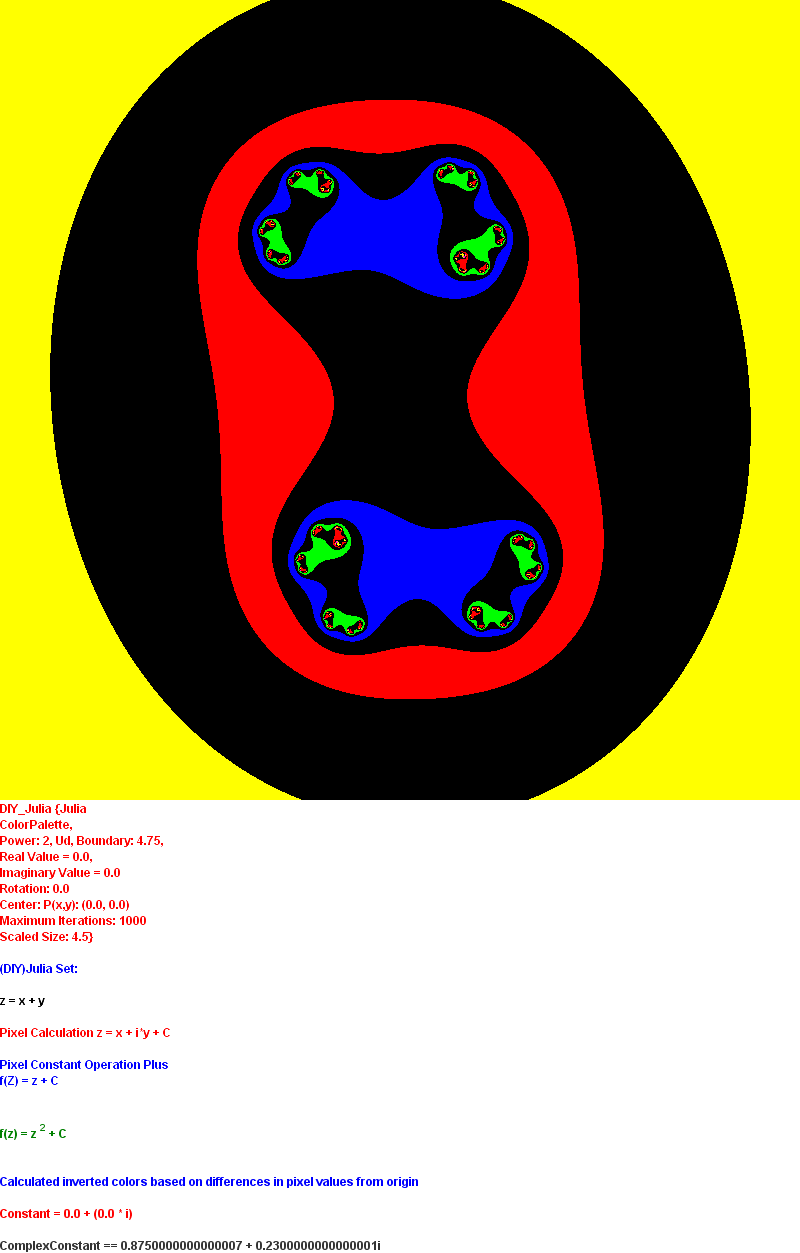 DIY_Julia {Julia
ColorPalette,
Power: 2, Ud, Boundary: 4.75,
Real Value = 0.0,
Imaginary Value = 0.0
Rotation: 0.0
Center: P(x,y): (0.0, 0.0)
Maximum Iterations: 1000
Scaled Size: 4.5}
(DIY)Julia Set:
z = x + y
Pixel Calculation z = x + i*y + C
Pixel Constant Operation Plus
f(Z) = z + C
f(z) = z ² + C
Calculated inverted colors based on differences in pixel values from origin
Constant = 0.0 + (0.0 * i)
ComplexConstant == 0.8750000000000007 + 0.2300000000000001i